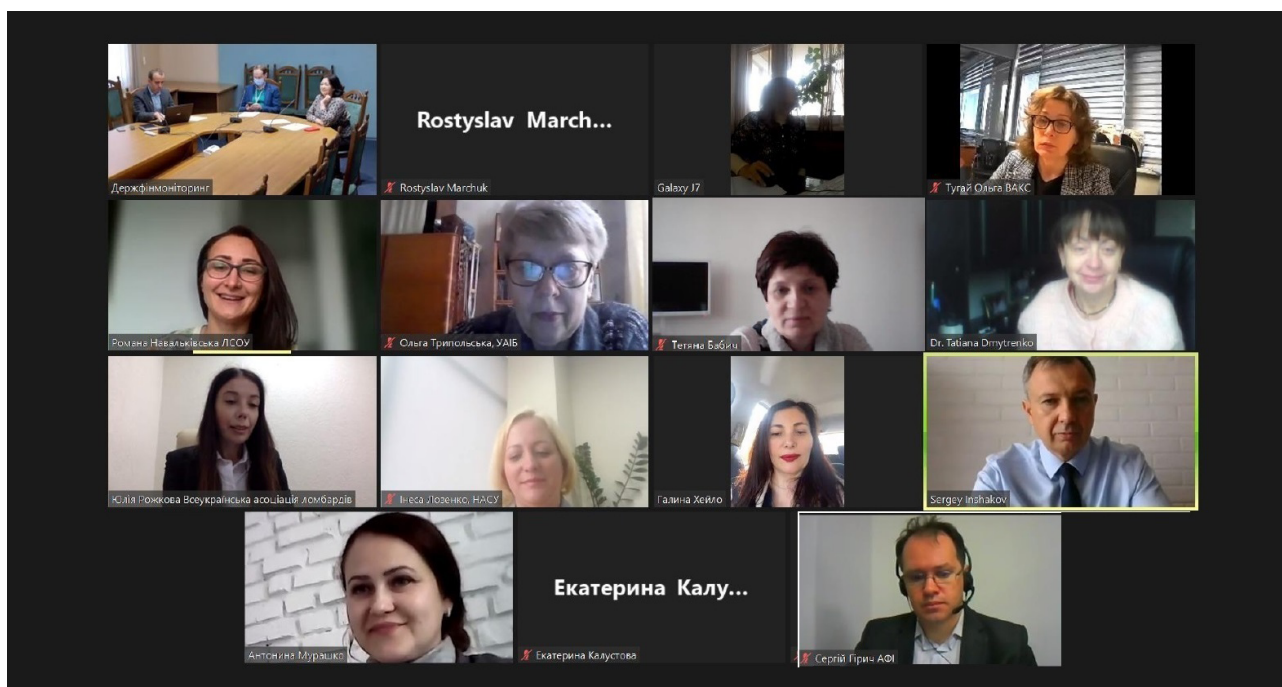 Держфінмоніторинг
Rostyslav March...
Rostyslav Marchuk
Galaxy J7
Тугай Ольга ВАКС
Романа Навальківська ЛСОУ
Ольга Трипольська, УАІБ
Тетяна Бабич
Dr. Tatiana Dmytrenko
Юлія Рожкова Всеукраїнська асоціація ломбардів
Інеса Лозенко, НАСУ
Галина Хейло
Sergey Inshakov
Антонина Мурашко
Екатерина Калу...
Екатерина Калустова
Сергій Гірич АФІ